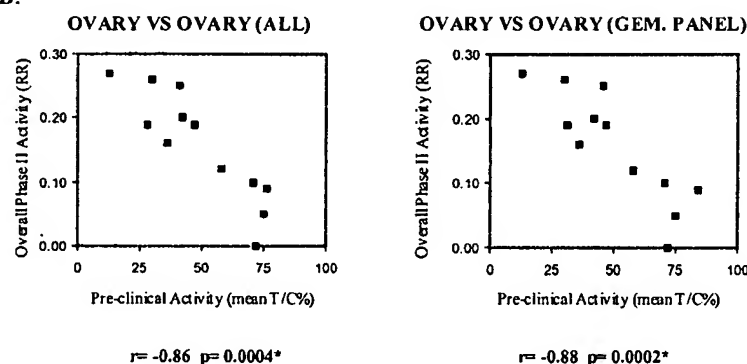 B.
OVARY VS OVARY (ALL)
Overall Phase II Activity (RR)
0.30
0.20
0.10
0.00
0
25
50
75
100
Pre-clinical Activity (mean T/C%)
r= -0.86 p= 0.0004*
OVARY VS OVARY (GEM. PANEL)
Overall Phase II Activity (RR)
0.30
0.20
0.10
0.00
0
25
50
75
100
Pre-clinical Activity (mean T/C%)
r= -0.88 p= 0.0002*